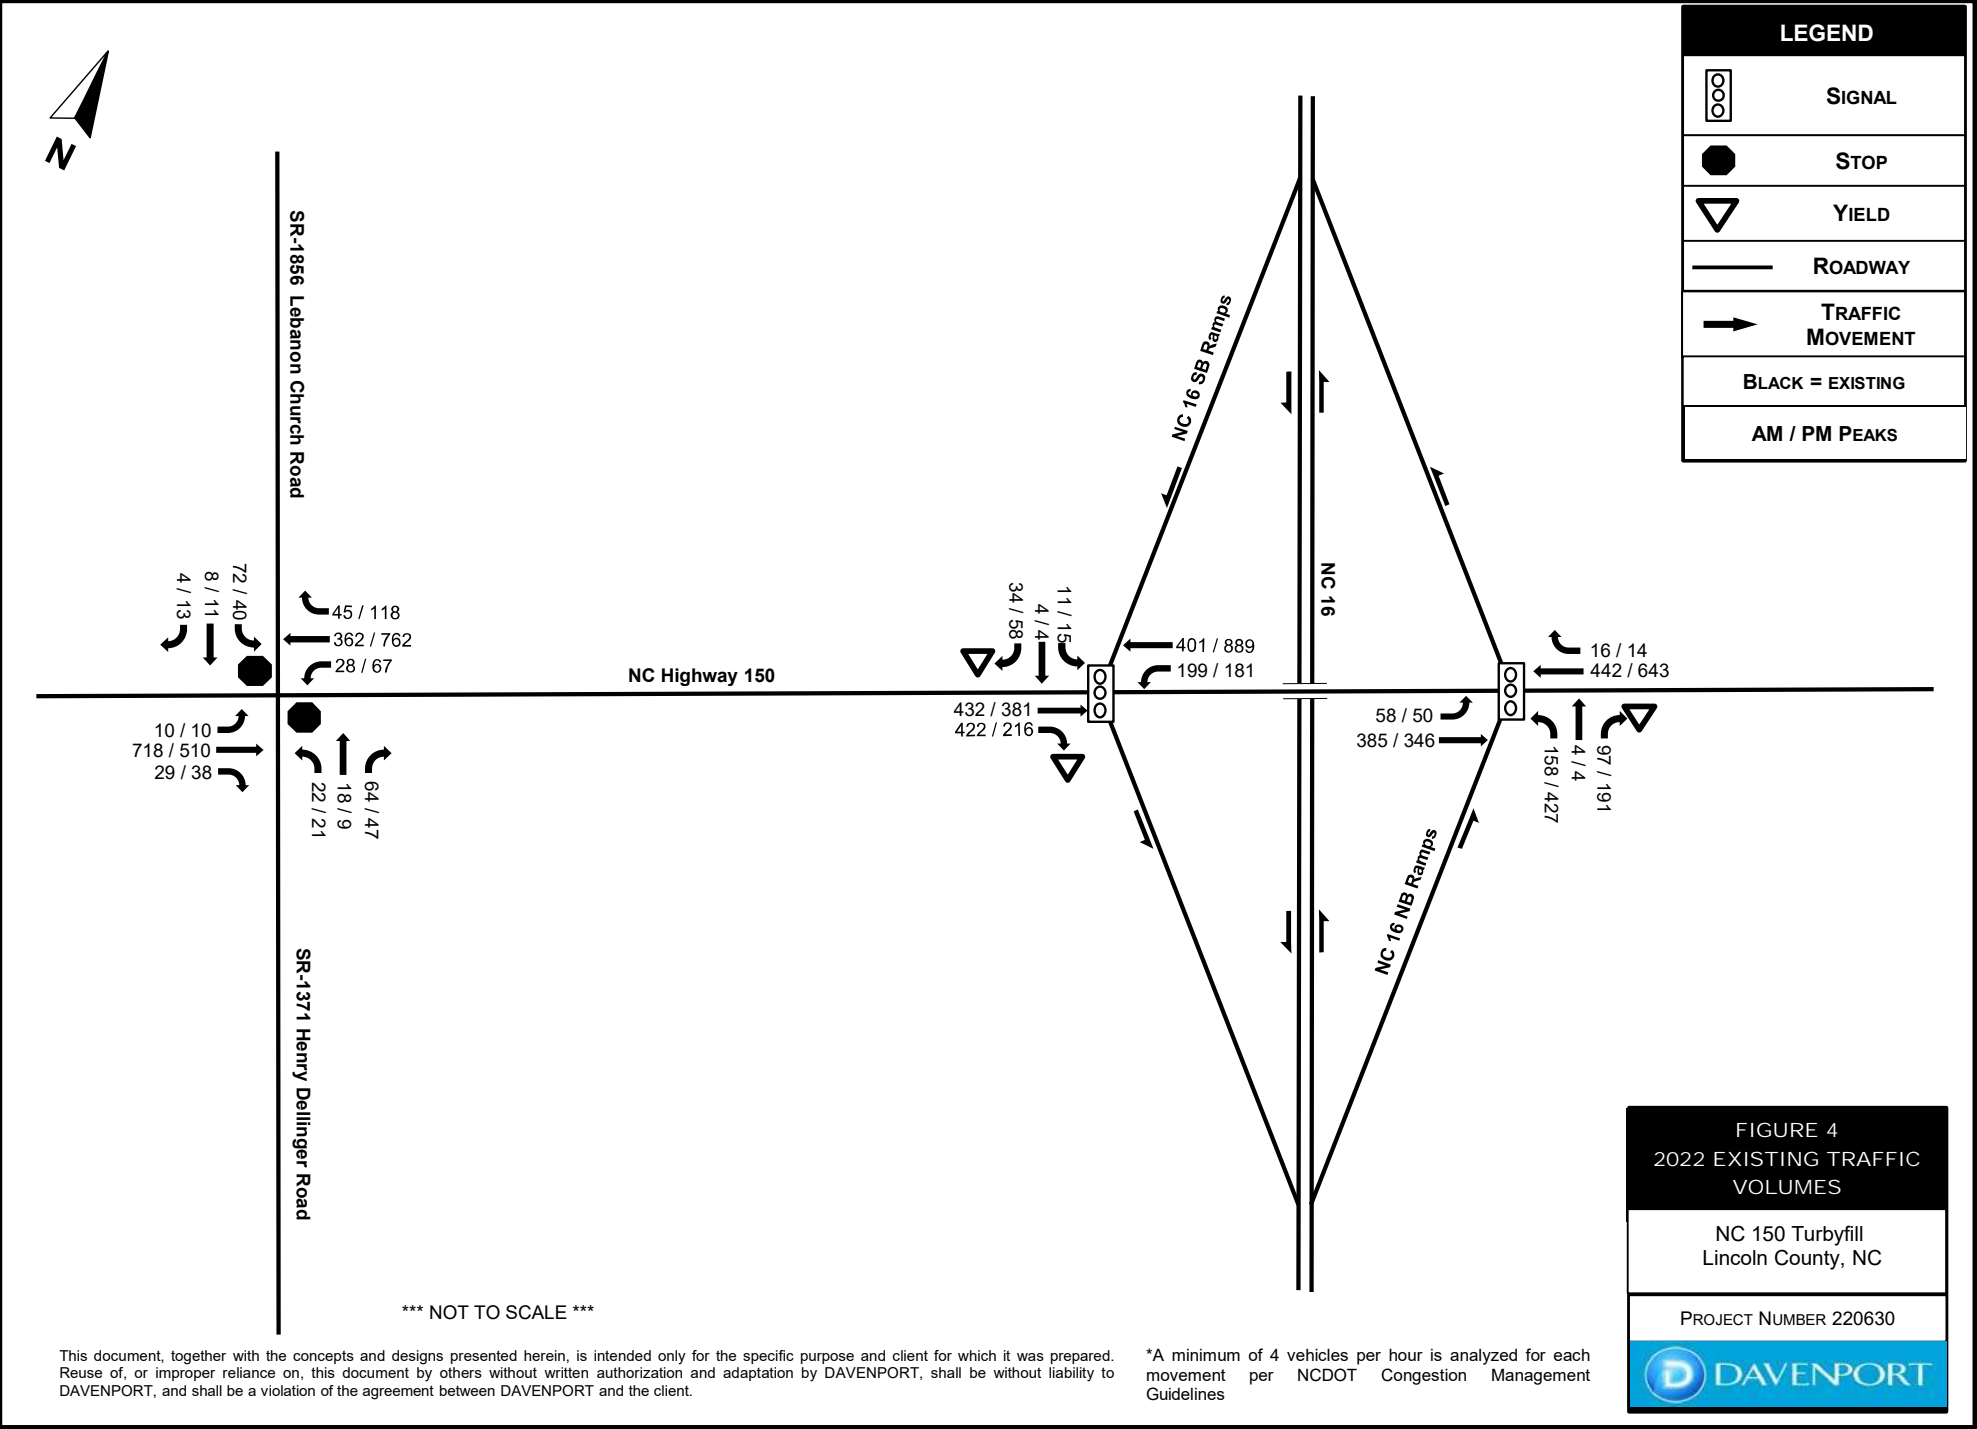 LEGEND
SIGNAL
STOP
YIELD
ROADWAY
TRAFFIC
MOVEMENT
BLACK = EXISTING
AM / PM PEAKS
N
SR-1856 Lebanon Church Road
NC 16 SB Ramps
NC 16
4 / 13
8 / 11
72 / 40
45 / 118
362 / 762
28 / 67
NC Highway 150
34 / 58
4 / 4
11 / 15
401 / 889
199 / 181
16 / 14
442 / 643
10 / 10
718 / 510
29 / 38
22 / 21
18 / 9
64 / 47
432 / 381
422 / 216
58 / 50
385 / 346
158 / 427
4 / 4
97 / 191
NC 16 NB Ramps
SR-1371 Henry Dellinger Road
FIGURE 4
2022 EXISTING TRAFFIC
VOLUMES
NC 150 Turbyfill
Lincoln County, NC
PROJECT NUMBER 220630
DAVENPORT
*** NOT TO SCALE ***
This document, together with the concepts and designs presented herein, is intended only for the specific purpose and client for which it was prepared.
Reuse of, or improper reliance on, this document by others without written authorization and adaptation by DAVENPORT, shall be without liability to
DAVENPORT, and shall be a violation of the agreement between DAVENPORT and the client.
*A minimum of 4 vehicles per hour is analyzed for each
movement per NCDOT Congestion Management
Guidelines